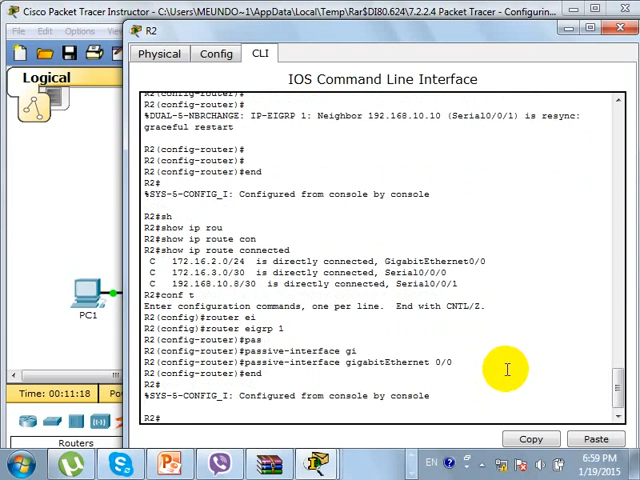 Cisco Packet Tracer Instructor - C:\Users\MEUNDO~1\AppData\Local\Temp\Rar$DI80.624\7.2.2.4 Packet Tracer - Configurin...
File Edit
R2
Physical Config CLI
Logical
IOS Command Line Interface
R2(config-router)#
R2(config-router)#
%DUAL-5-NBRCHANGE: IP-EIGRP 1: Neighbor 192.168.10.10 (Serial0/0/1) is resync:
graceful restart
R2(config-router)#
R2(config-router)#
R2(config-router)#end
R2#
%SYS-5-CONFIG_I: Configured from console by console
R2#sh
R2#show ip rou
R2#show ip route con
R2#show ip route connected
C 172.16.2.0/24 is directly connected, GigabitEthernet0/0
C 172.16.3.0/30 is directly connected, Serial0/0/0
C 192.168.10.8/30 is directly connected, Serial0/0/1
R2#conf t
Enter configuration commands, one per line. End with CNTL/Z.
R2(config)#router ei
R2(config)#router eigrp 1
R2(config-router)#pas
R2(config-router)#passive-interface gi
R2(config-router)#passive-interface gigabitEthernet 0/0
R2(config-router)#end
R2#
%SYS-5-CONFIG_I: Configured from console by console
R2#
PC1
Time: 00:11:18
Routers
Copy Paste
EN
6:59 PM
1/19/2015